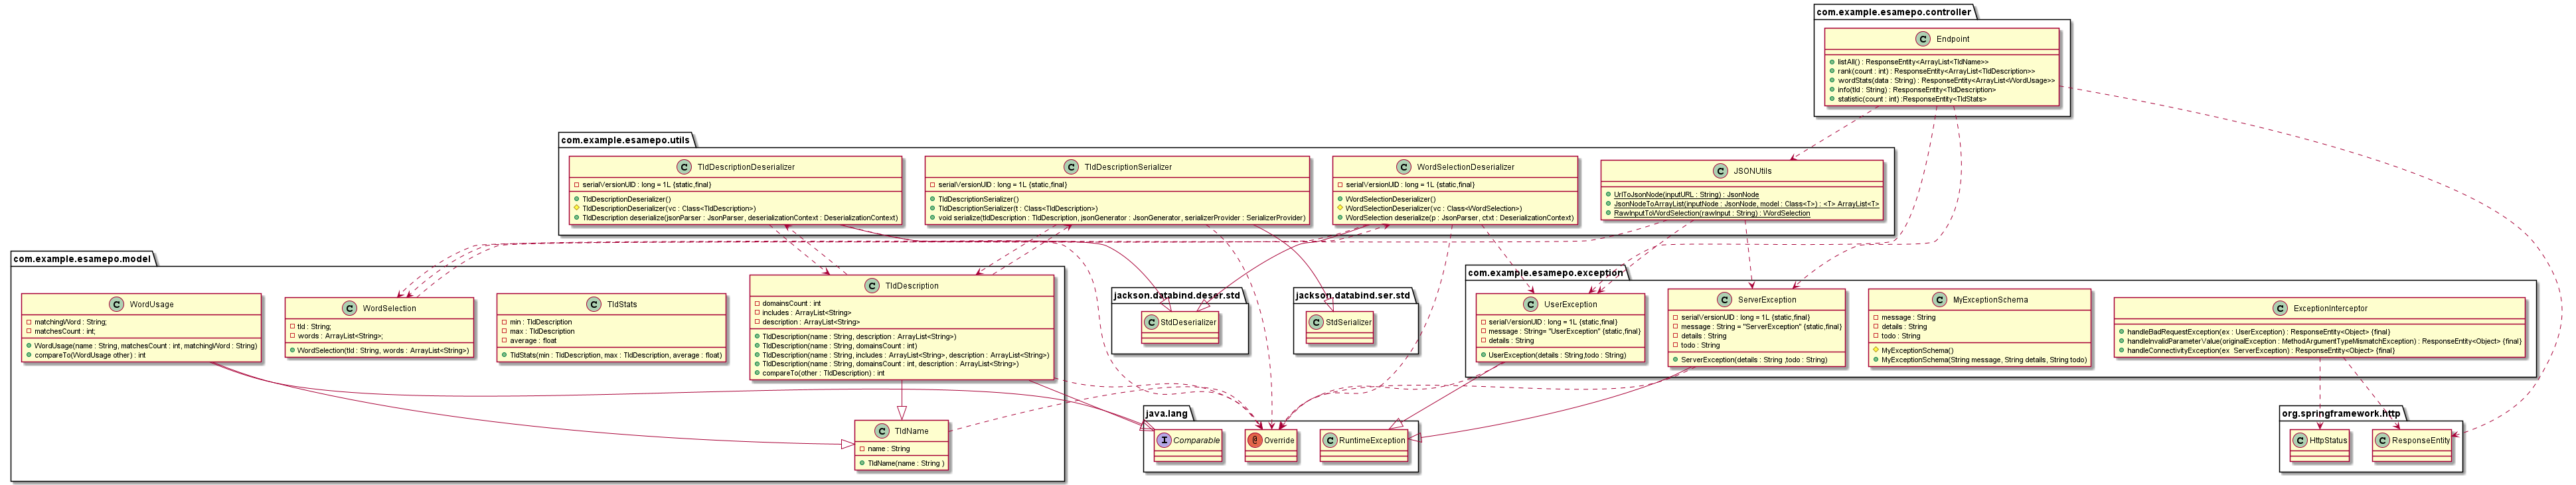 com.example.esamepo.controller
C Endpoint
listAll() : ResponseEntity<ArrayList<TldName>>
rank(count : int) : ResponseEntity<ArrayList<TldDescription>>
wordStats(data : String) : ResponseEntity<ArrayList<WordUsage>>
info(tld : String) : ResponseEntity<TldDescription>
statistic(count : int) :ResponseEntity<TldStats>
com.example.esamepo.utils
C TldDescriptionDeserializer
serialVersionUID : long = 1L {static,final}
TldDescriptionDeserializer()
TldDescriptionDeserializer(vc : Class<TldDescription>)
TldDescription deserialize(jsonParser : JsonParser, deserializationContext : DeserializationContext)
C TldDescriptionSerializer
serialVersionUID : long = 1L {static,final}
TldDescriptionSerializer()
TldDescriptionSerializer(t : Class<TldDescription>)
void serialize(tldDescription : TldDescription, jsonGenerator : JsonGenerator, serializerProvider : SerializerProvider)
C WordSelectionDeserializer
serialVersionUID : long = 1L {static,final}
WordSelectionDeserializer()
WordSelectionDeserializer(vc : Class<WordSelection>)
WordSelection deserialize(p : JsonParser, ctxt : DeserializationContext)
C JSONUtils
UrlToJsonNode(inputURL : String) : JsonNode
JsonNodeToArrayList(inputNode : JsonNode, model : Class<T>) : <T> ArrayList<T>
RawInputToWordSelection(rawInput : String) : WordSelection
com.example.esamepo.model
C WordUsage
matchingWord : String;
matchesCount : int;
WordUsage(name : String, matchesCount : int, matchingWord : String)
compareTo(WordUsage other) : int
C WordSelection
tld : String;
words : ArrayList<String>;
WordSelection(tld : String, words : ArrayList<String>)
C TldStats
min : TldDescription
max : TldDescription
average : float
TldStats(min : TldDescription, max : TldDescription, average : float)
C TldDescription
domainsCount : int
includes : ArrayList<String>
description : ArrayList<String>
TldDescription(name : String, description : ArrayList<String>)
TldDescription(name : String, domainsCount : int)
TldDescription(name : String, includes : ArrayList<String>, description : ArrayList<String>)
TldDescription(name : String, domainsCount : int, description : ArrayList<String>)
compareTo(other : TldDescription) : int
C TldName
name : String
TldName(name : String )
jackson.databind.deser.std
C StdDeserializer
jackson.databind.ser.std
C StdSerializer
com.example.esamepo.exception
C UserException
serialVersionUID : long = 1L {static,final}
message : String= "UserException" {static,final}
details : String
UserException(details : String,todo : String)
C ServerException
serialVersionUID : long = 1L {static,final}
message : String = "ServerException" {static,final}
details : String
todo : String
ServerException(details : String ,todo : String)
C MyExceptionSchema
message : String
details : String
todo : String
MyExceptionSchema()
MyExceptionSchema(String message, String details, String todo)
C ExceptionInterceptor
handleBadRequestException(ex : UserException) : ResponseEntity<Object> {final}
handleInvalidParameterValue(originalException : MethodArgumentTypeMismatchException) : ResponseEntity<Object> {final}
handleConnectivityException(ex ServerException) : ResponseEntity<Object> {final}
java.lang
I Comparable
@ Override
C RuntimeException
org.springframework.http
C HttpStatus
C ResponseEntity